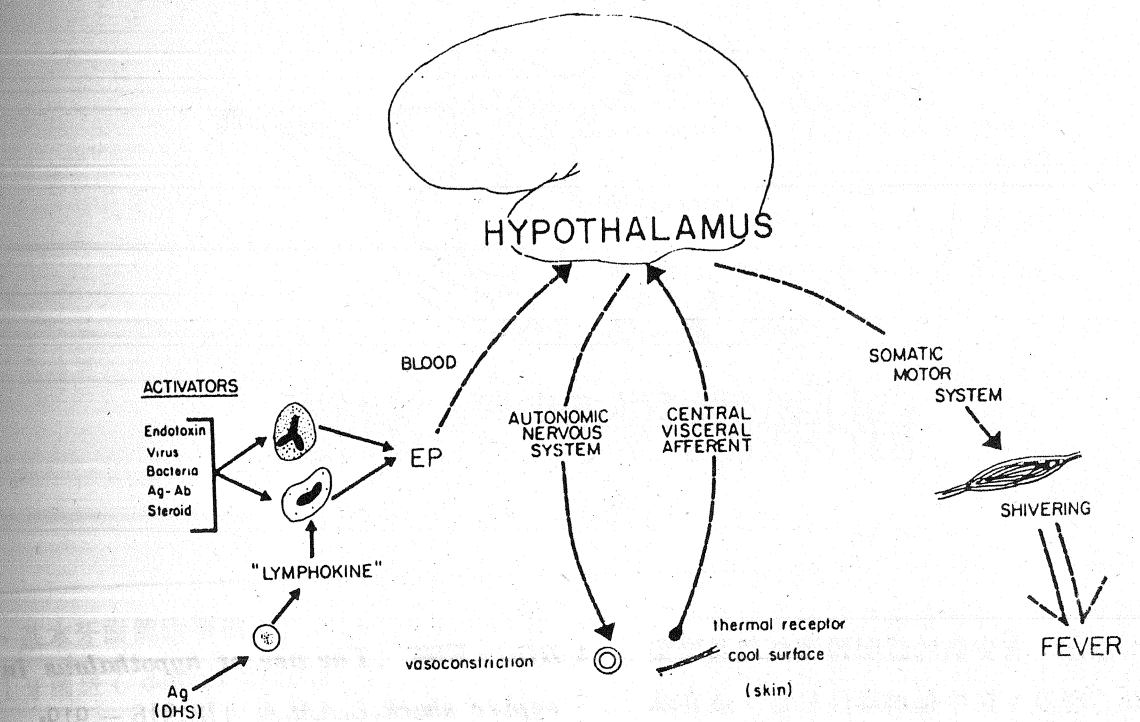 HYPOTHALAMUS
BLOOD
ACTIVATORS
Endotoxin
Virus
Bacteria
Ag-Ab
Steroid
EP
"LYMPHOKINE"
Ag
(DHS)
AUTONOMIC
NERVOUS
SYSTEM
CENTRAL
VISCERAL
AFFERENT
vasoconstriction
thermal receptor
cool surface
(skin)
SOMATIC
MOTOR
SYSTEM
SHIVERING
FEVER